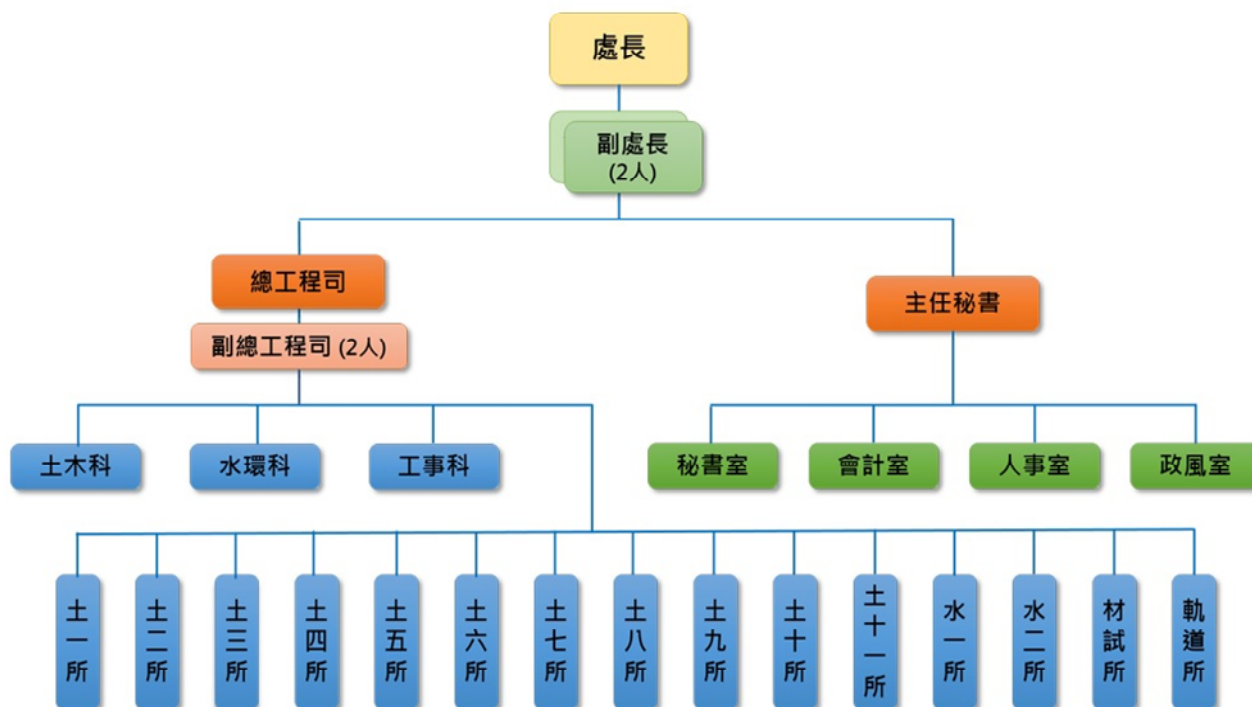 處長
副處長
(2人)
總工程司
主任秘書
副總工程司 (2人)
土木科
水環科
工事科
秘書室
會計室
人事室
政風室
土一所
土二所
土三所
土四所
土五所
土六所
土七所
土八所
土九所
土十所
土十一所
水一所
水二所
材試所
軌道所